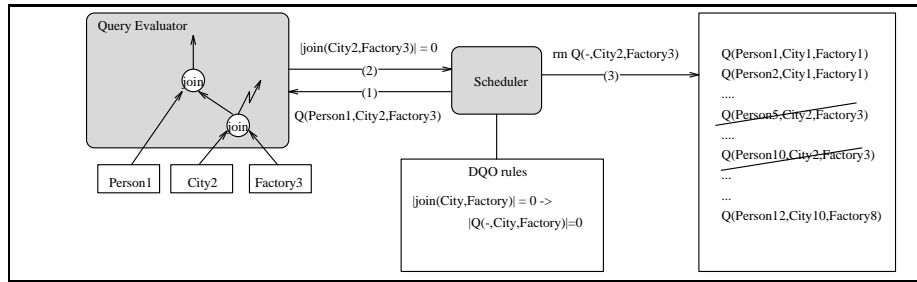 Query Evaluator
join
join
Person1
City2
Factory3
|join(City2,Factory3)| = 0
(2)
(1)
Q(Person1,City2,Factory3)
Scheduler
rm Q(-,City2,Factory3)
(3)
DQO rules
|join(City,Factory)| = 0 ->
|Q(-,City,Factory)|=0
Q(Person1,City1,Factory1)
Q(Person2,City1,Factory1)
....
Q(Person5,City2,Factory3)
....
Q(Person10,City2,Factory3)
...
...
Q(Person12,City10,Factory8)